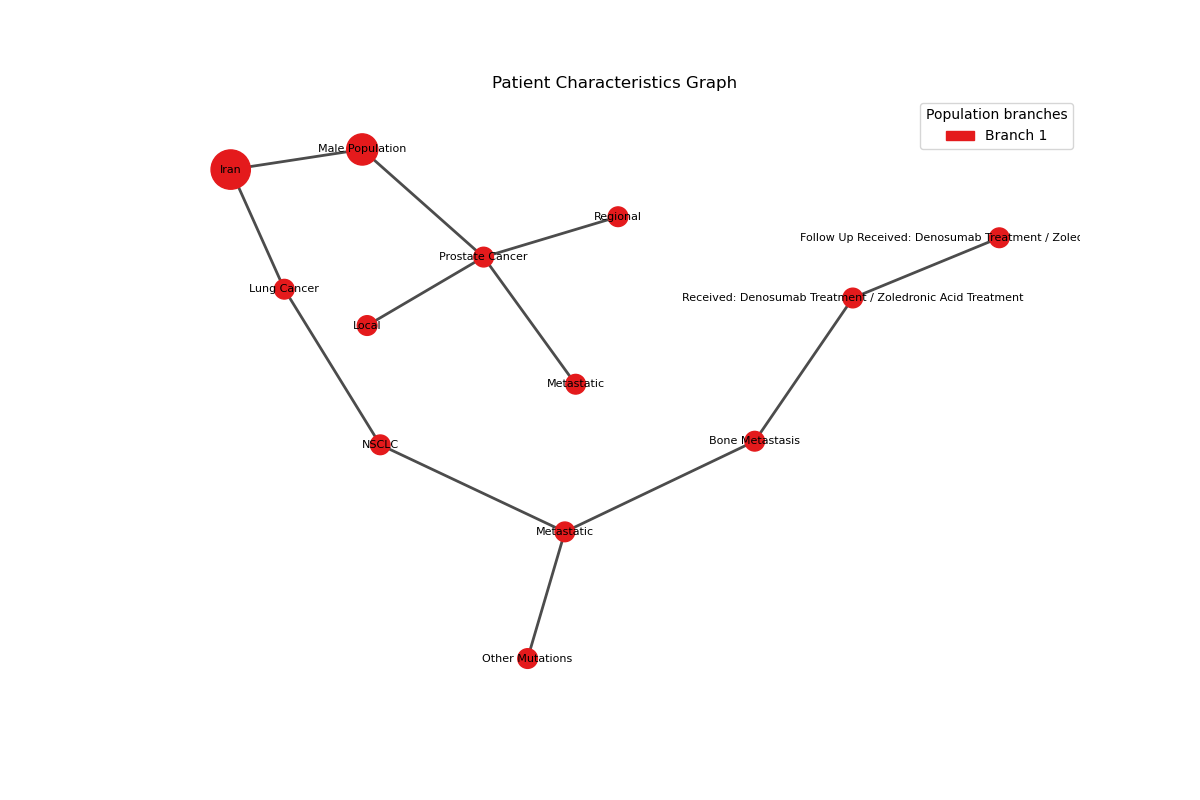 Patient Characteristics Graph
Population branches
Branch 1
Male Population
Iran
Regional
Follow Up Received: Denosumab Treatment / Zoled
Prostate Cancer
Lung Cancer
Received: Denosumab Treatment / Zoledronic Acid Treatment
Local
Metastatic
Bone Metastasis
NSCLC
Metastatic
Other Mutations